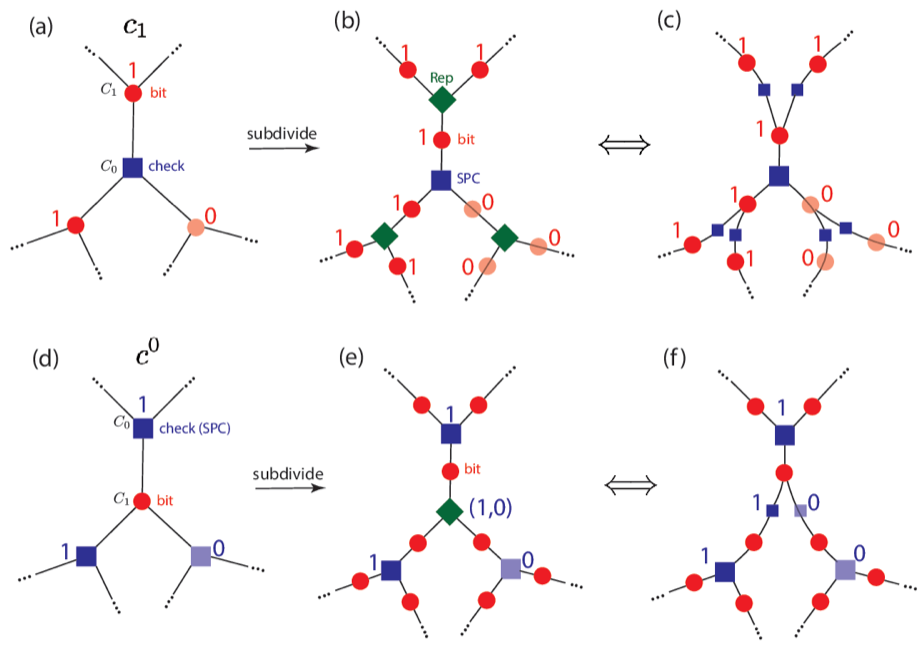 (a)
c₁
1
C₁
bit
C₀
check
1
0
subdivide
(b)
1
1
Rep
1
bit
SPC
1
0
1
1
0
0
(c)
1
1
1
1
0
1
1
0
0
(d)
c⁰
1
C₀
check (SPC)
C₁
bit
1
0
subdivide
(e)
1
bit
(1,0)
1
0
(f)
1
1
0
1
0